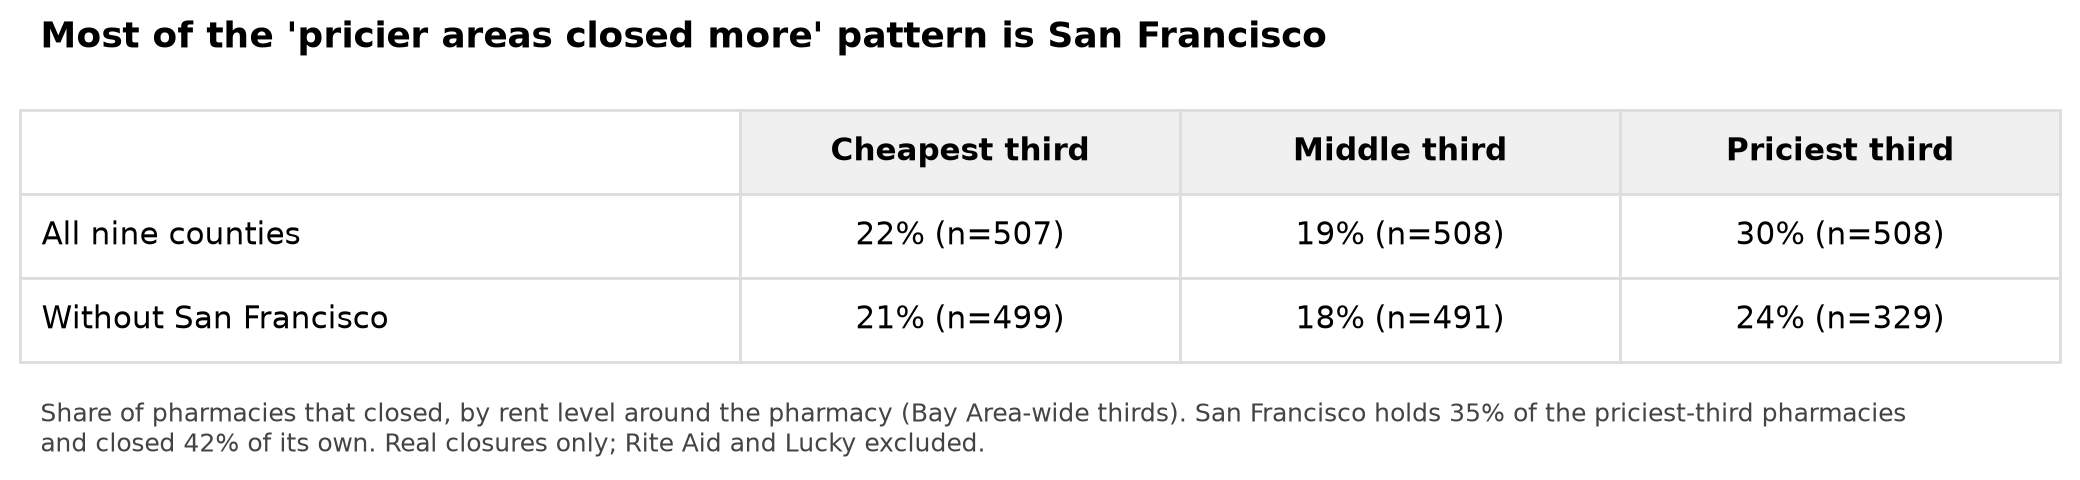 Most of the 'pricier areas closed more' pattern is San Francisco
Cheapest third Middle third Priciest third
All nine counties 22% (n=507) 19% (n=508) 30% (n=508)
Without San Francisco 21% (n=499) 18% (n=491) 24% (n=329)
Share of pharmacies that closed, by rent level around the pharmacy (Bay Area-wide thirds). San Francisco holds 35% of the priciest-third pharmacies
and closed 42% of its own. Real closures only; Rite Aid and Lucky excluded.